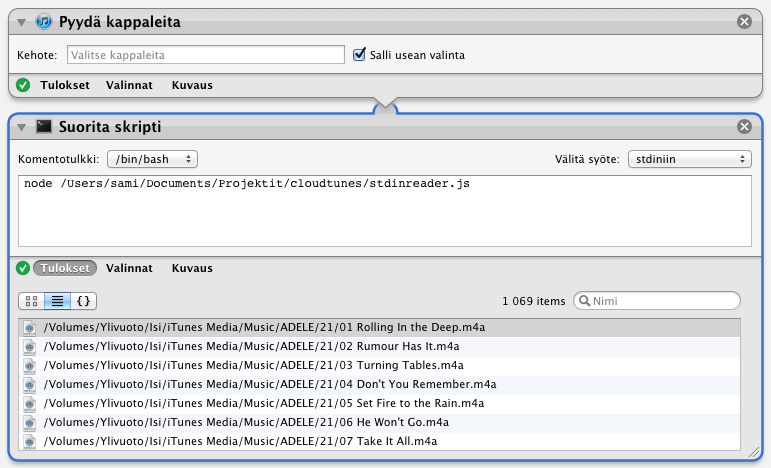 Pyydä kappaleita
Kehote: Valitse kappaleita Salli usean valinta
Tulokset Valinnat Kuvaus
Suorita skripti
Komentotulkki: /bin/bash Välitä syöte: stdiniin
node /Users/sami/Documents/Projektit/cloudtunes/stdinreader.js
Tulokset Valinnat Kuvaus
{} 1 069 items Nimi
/Volumes/Ylivuoto/Isi/iTunes Media/Music/ADELE/21/01 Rolling In the Deep.m4a
/Volumes/Ylivuoto/Isi/iTunes Media/Music/ADELE/21/02 Rumour Has It.m4a
/Volumes/Ylivuoto/Isi/iTunes Media/Music/ADELE/21/03 Turning Tables.m4a
/Volumes/Ylivuoto/Isi/iTunes Media/Music/ADELE/21/04 Don't You Remember.m4a
/Volumes/Ylivuoto/Isi/iTunes Media/Music/ADELE/21/05 Set Fire to the Rain.m4a
/Volumes/Ylivuoto/Isi/iTunes Media/Music/ADELE/21/06 He Won't Go.m4a
/Volumes/Ylivuoto/Isi/iTunes Media/Music/ADELE/21/07 Take It All.m4a